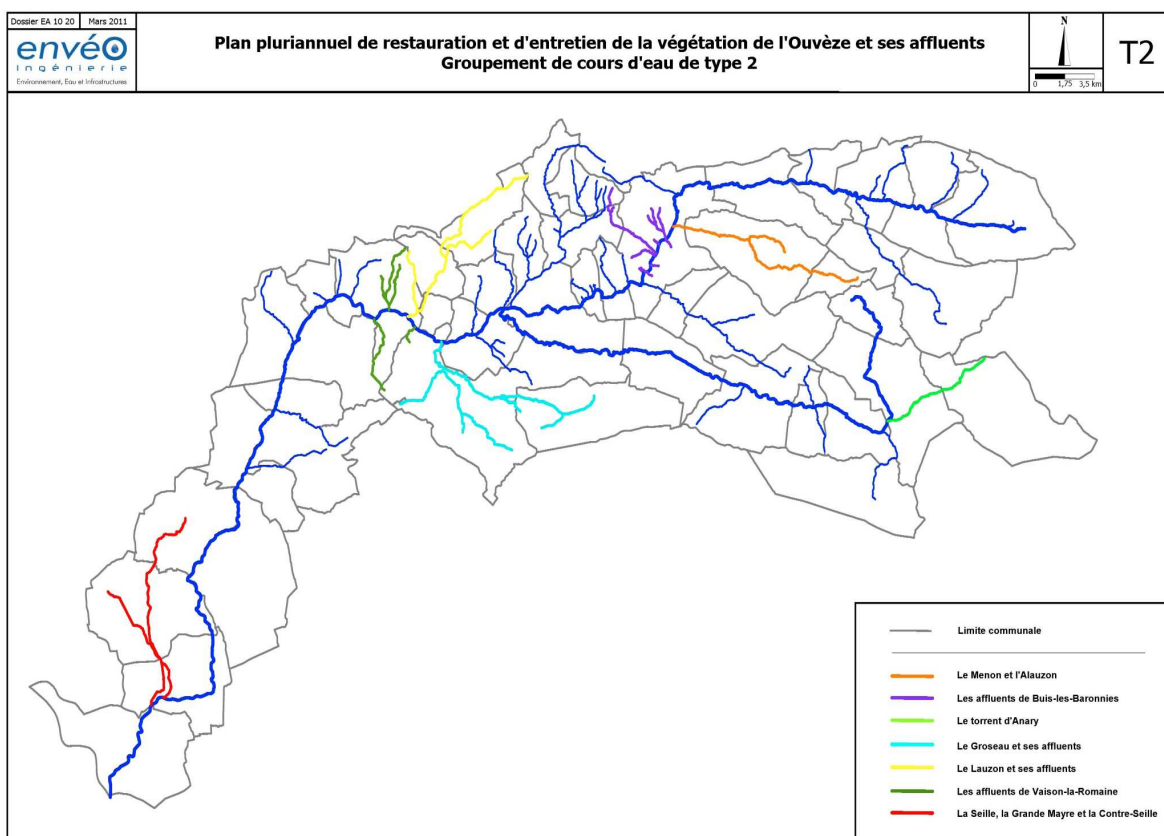 Dossier EA 10 20 Mars 2011
envéo
ingénierie
Environnement, Eau et Infrastructures
Plan pluriannuel de restauration et d'entretien de la végétation de l'Ouvèze et ses affluents
Groupement de cours d'eau de type 2
N
0 1,75 3,5 km
T2
Limite communale
Le Menon et l'Alauzon
Les affluents de Buis-les-Baronnies
Le torrent d'Anary
Le Groseau et ses affluents
Le Lauzon et ses affluents
Les affluents de Vaison-la-Romaine
La Seille, la Grande Mayre et la Contre-Seille